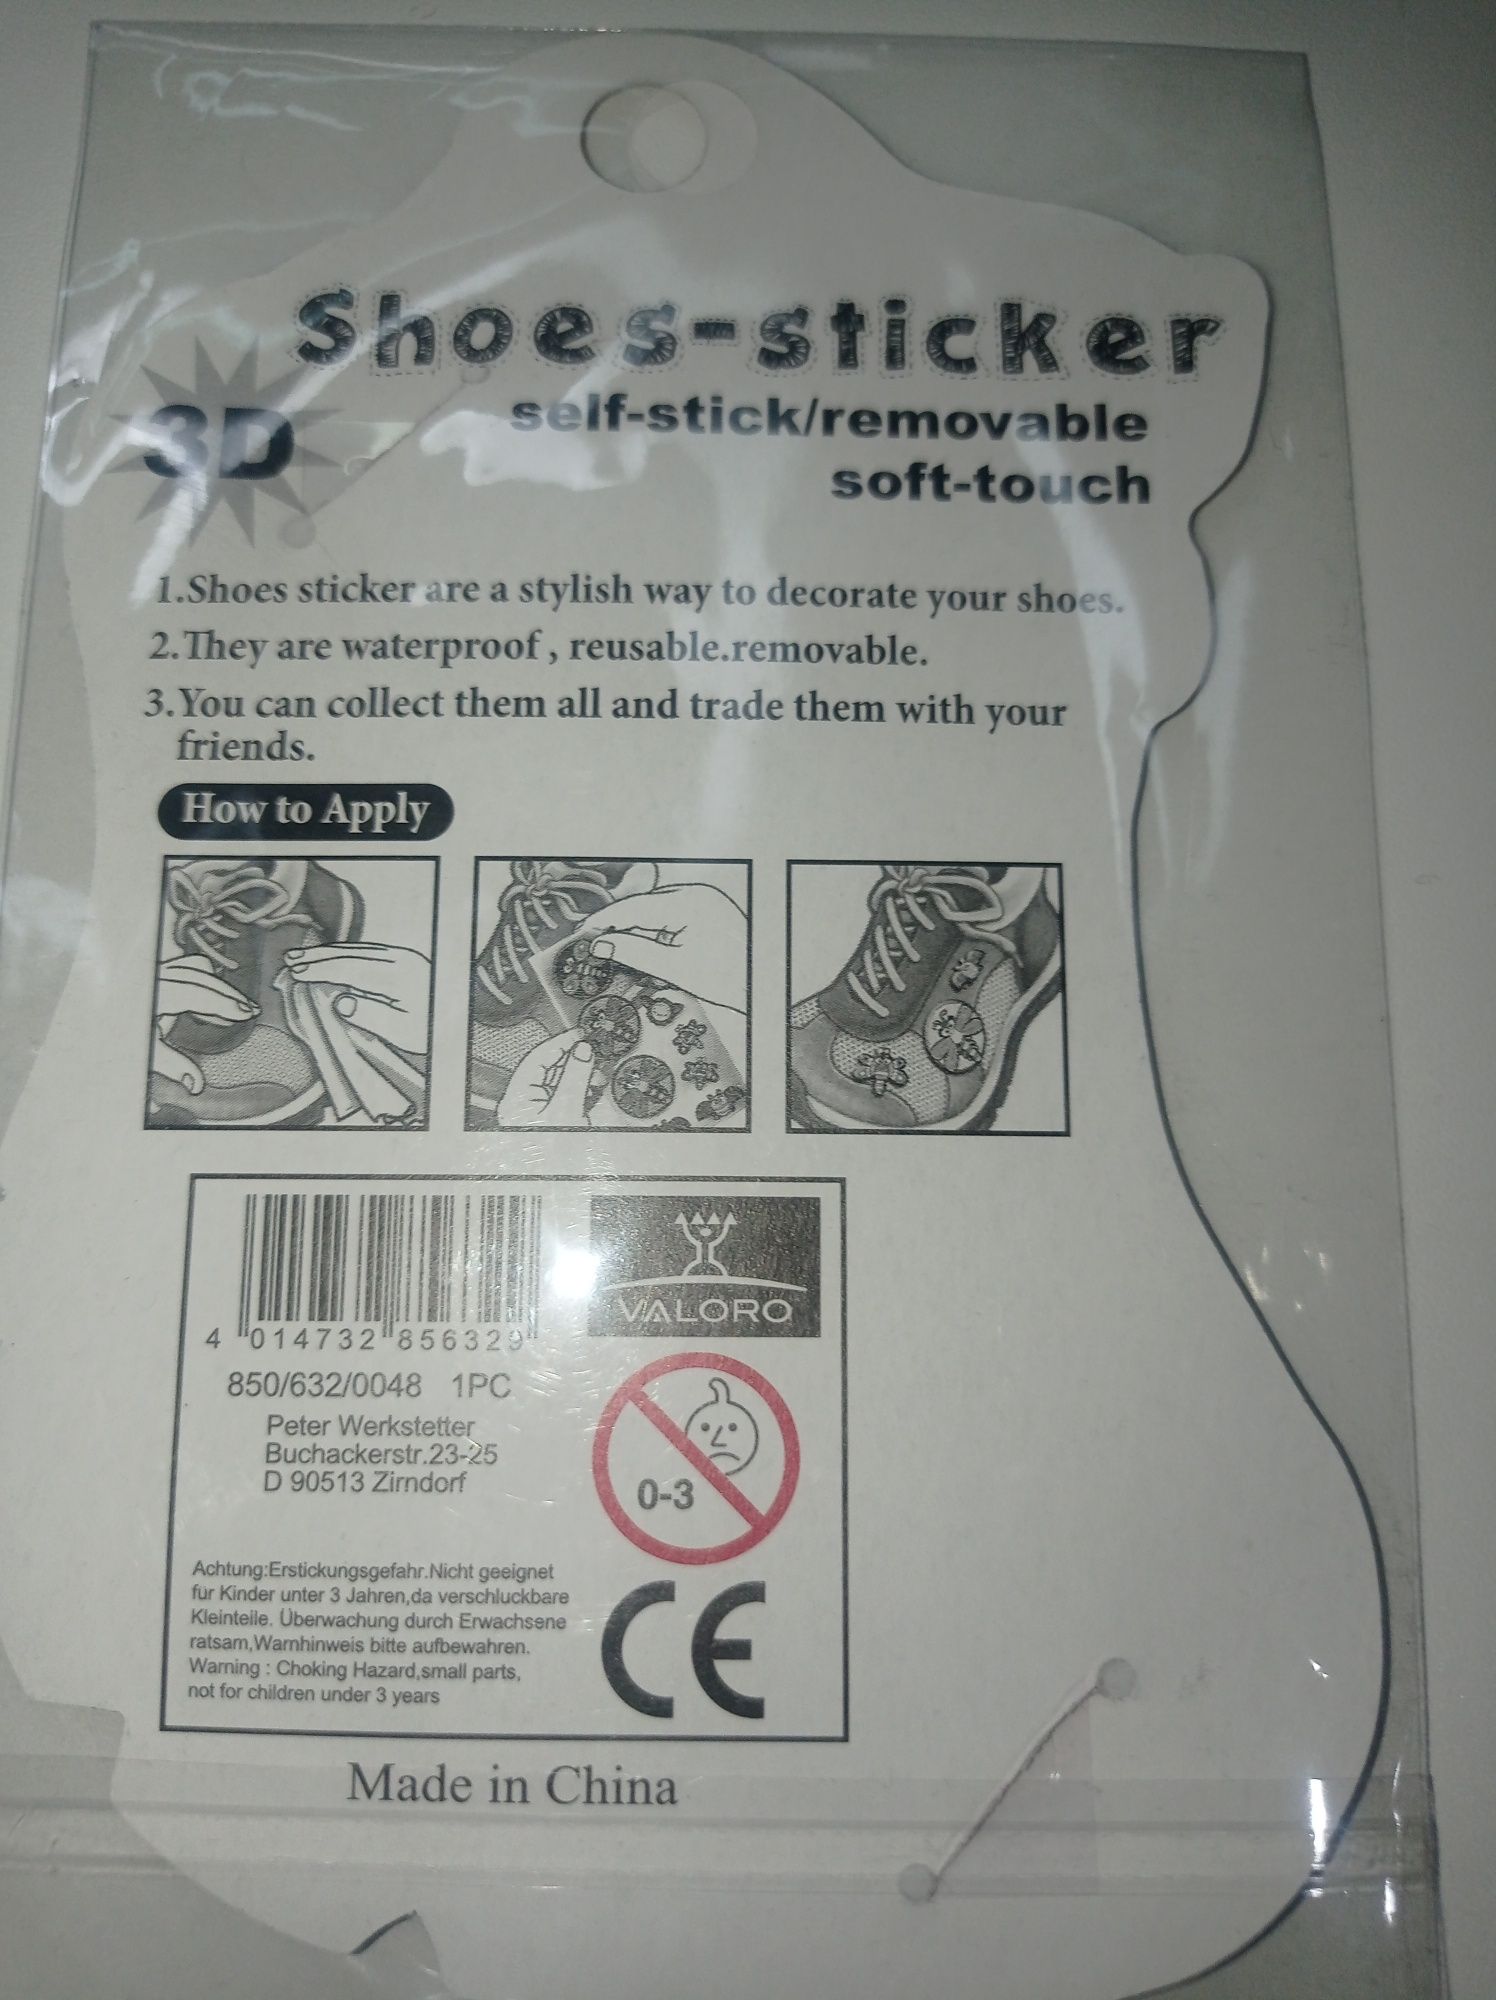 Shoes-sticker
3D
self-stick/removable
soft-touch
1.Shoes sticker are a stylish way to decorate your shoes.
2.They are waterproof , reusable.removable.
3.You can collect them all and trade them with your
friends.
How to Apply
4 014732 856329
VALORO
850/632/0048 1PC
Peter Werkstetter
Buchackerstr.23-25
D 90513 Zirndorf
0-3
Achtung:Erstickungsgefahr.Nicht geeignet
für Kinder unter 3 Jahren,da verschluckbare
Kleinteile. Überwachung durch Erwachsene
ratsam,Warnhinweis bitte aufbewahren.
Warning : Choking Hazard,small parts,
not for children under 3 years
CE
Made in China